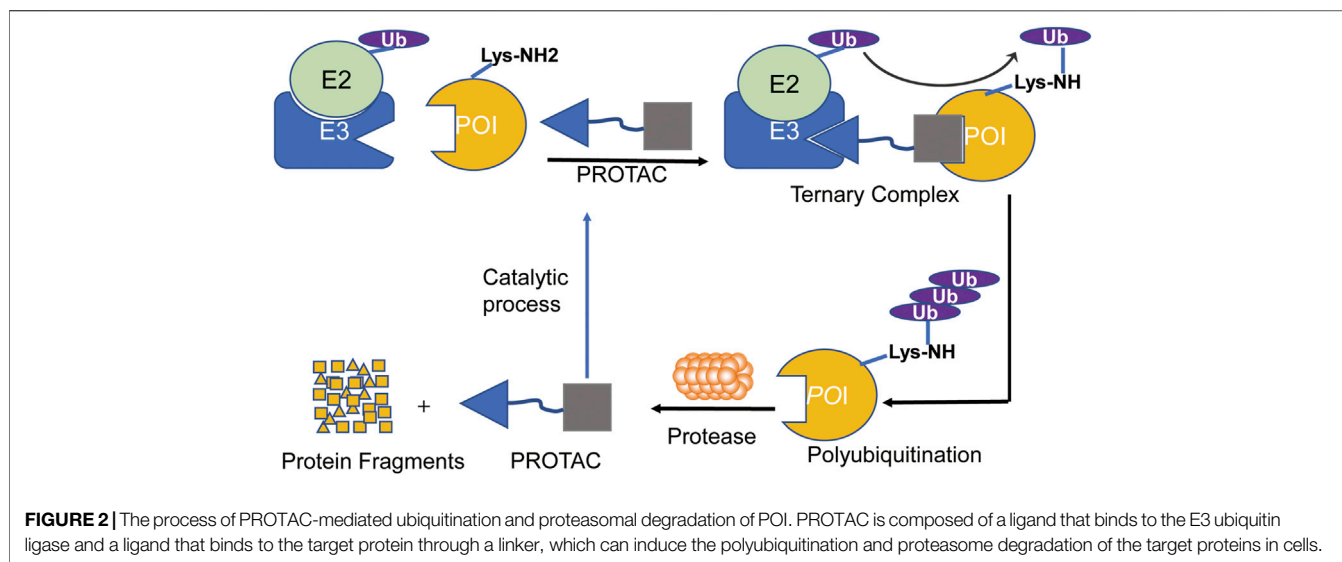 Ub
E2
Lys-NH2
E3
POI
PROTAC
Ub
Ub
E2
Lys-NH
E3
POI
Ternary Complex
Catalytic
process
Ub
Ub
Ub
Lys-NH
POI
Protease
Polyubiquitination
+
Protein Fragments
PROTAC
FIGURE 2 | The process of PROTAC-mediated ubiquitination and proteasomal degradation of POI. PROTAC is composed of a ligand that binds to the E3 ubiquitin
ligase and a ligand that binds to the target protein through a linker, which can induce the polyubiquitination and proteasome degradation of the target proteins in cells.